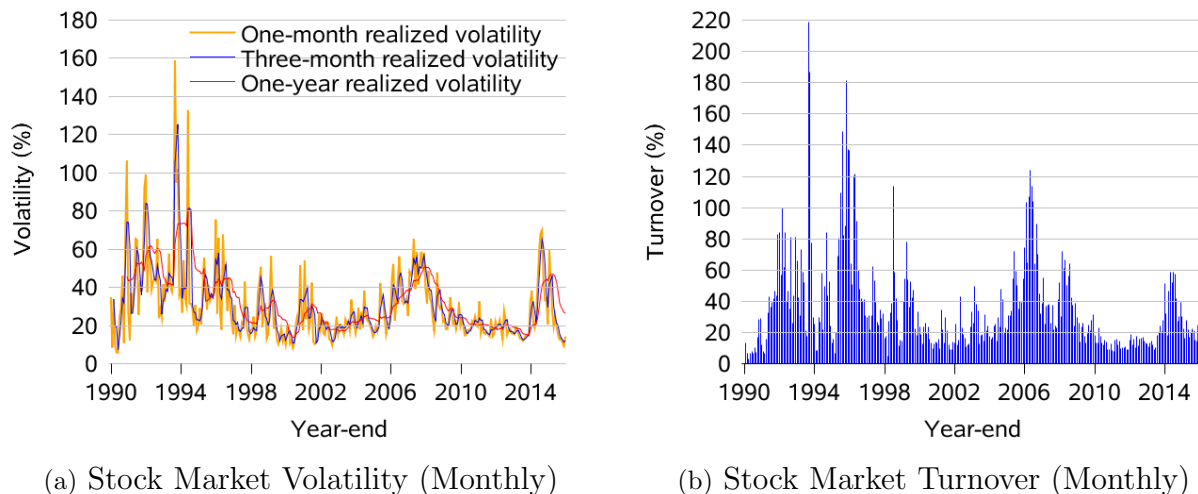 180
160
140
120
100
80
60
40
20
0
Volatility (%)
One-month realized volatility
Three-month realized volatility
One-year realized volatility
1990 1994 1998 2002 2006 2010 2014
Year-end
(a) Stock Market Volatility (Monthly)
220
200
180
160
140
120
100
80
60
40
20
0
Turnover (%)
1990 1994 1998 2002 2006 2010 2014
Year-end
(b) Stock Market Turnover (Monthly)